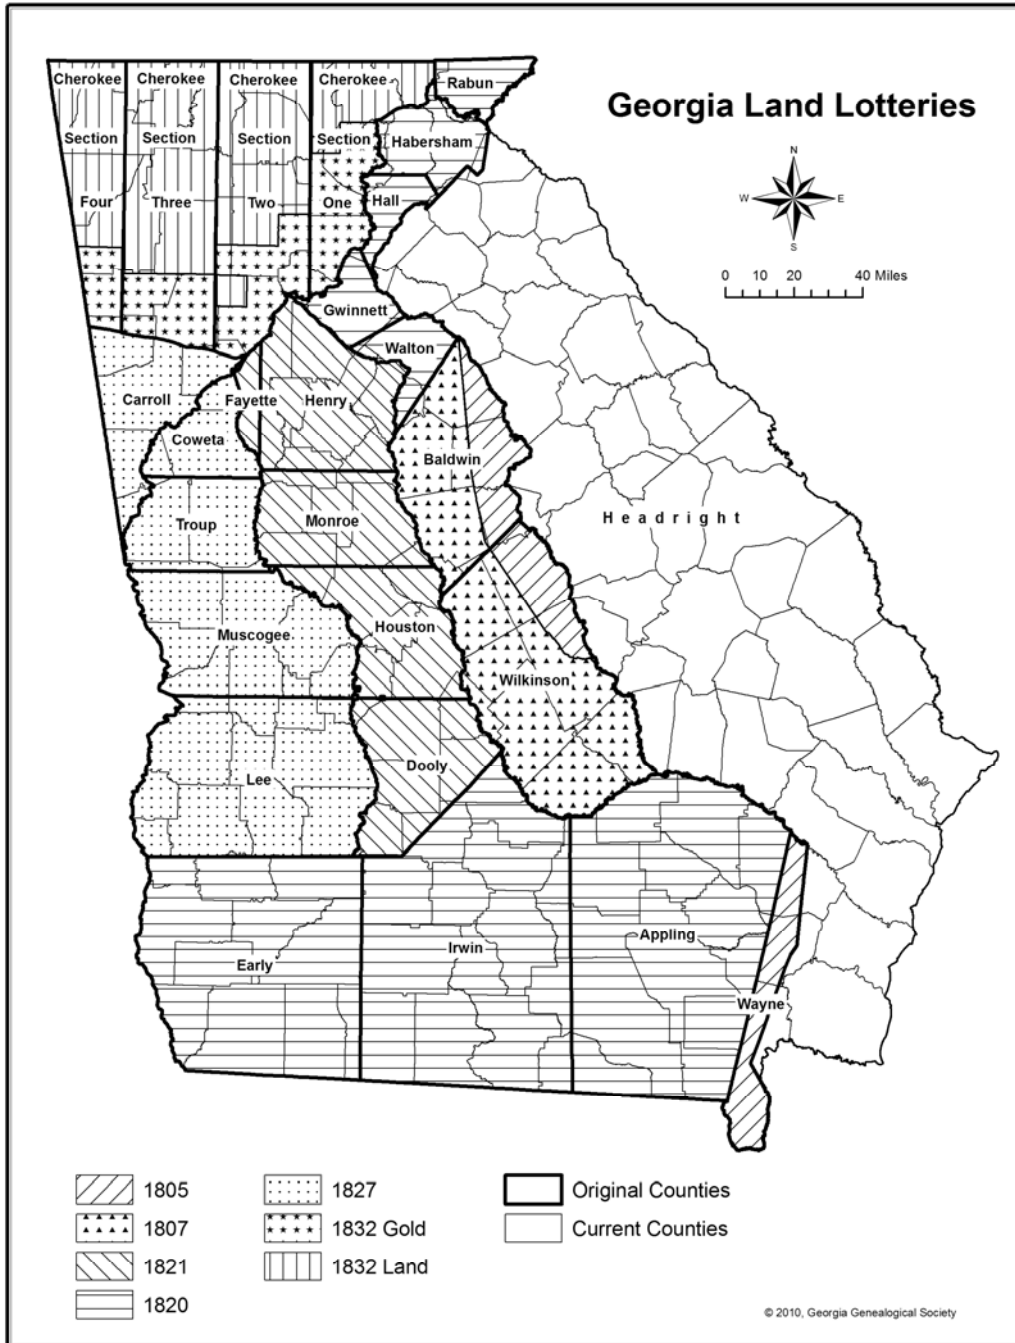 Georgia Land Lotteries
N
W E
S
0 10 20 40 Miles
Cherokee Cherokee Cherokee Cherokee
Section Section Section Section
Four Three Two One
Rabun
Habersham
Hall
Gwinnett
Walton
Carroll
Fayette
Henry
Coweta
Baldwin
Headright
Troup
Monroe
Muscogee
Houston
Wilkinson
Lee
Dooly
Early
Irwin
Appling
Wayne
1805
1807
1821
1820
1827
1832 Gold
1832 Land
Original Counties
Current Counties
© 2010, Georgia Genealogical Society